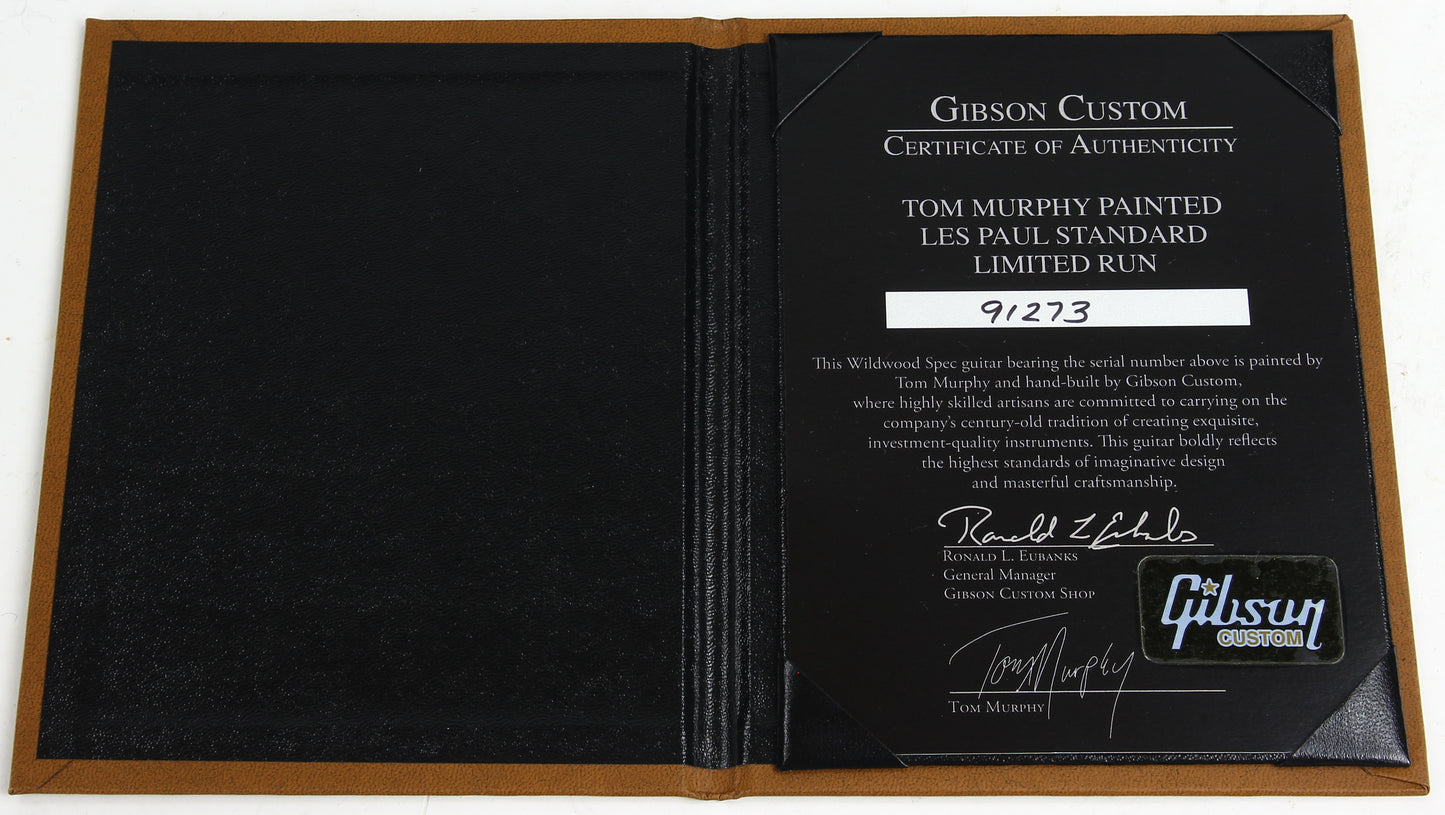 GIBSON CUSTOM
CERTIFICATE OF AUTHENTICITY
TOM MURPHY PAINTED
LES PAUL STANDARD
LIMITED RUN
91273
This Wildwood Spec guitar bearing the serial number above is painted by
Tom Murphy and hand-built by Gibson Custom,
where highly skilled artisans are committed to carrying on the
company's century-old tradition of creating exquisite,
investment-quality instruments. This guitar boldly reflects
the highest standards of imaginative design
and masterful craftsmanship.
Ronald L Eubanks
RONALD L. EUBANKS
General Manager
GIBSON CUSTOM SHOP
Gibson
CUSTOM
Tom Murphy
TOM MURPHY